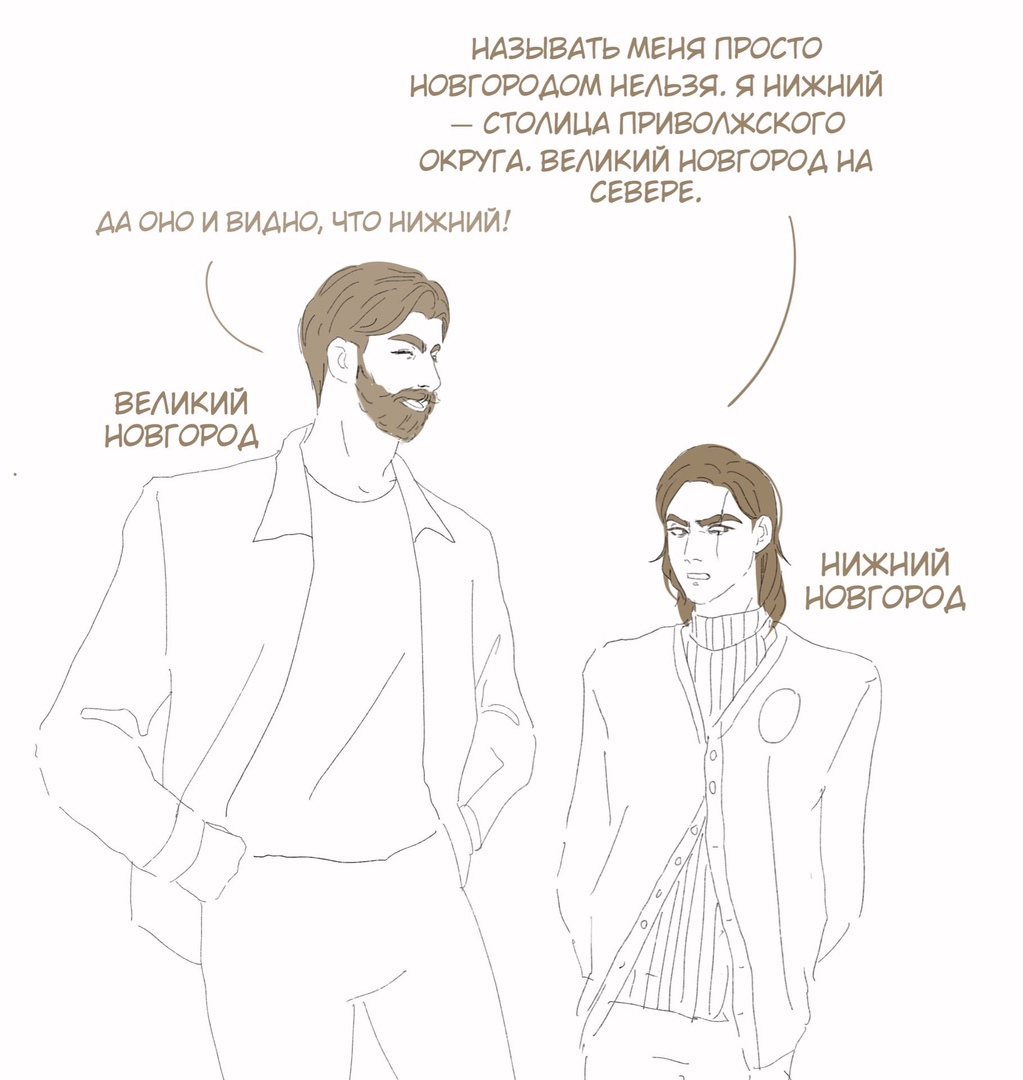 НАЗЫВАТЬ МЕНЯ ПРОСТО
НОВГОРОДОМ НЕЛЬЗЯ. Я НИЖНИЙ
— СТОЛИЦА ПРИВОЛЖСКОГО
ОКРУГА. ВЕЛИКИЙ НОВГОРОД НА
СЕВЕРЕ.
ДА ОНО И ВИДНО, ЧТО НИЖНИЙ!
ВЕЛИКИЙ
НОВГОРОД
НИЖНИЙ
НОВГОРОД